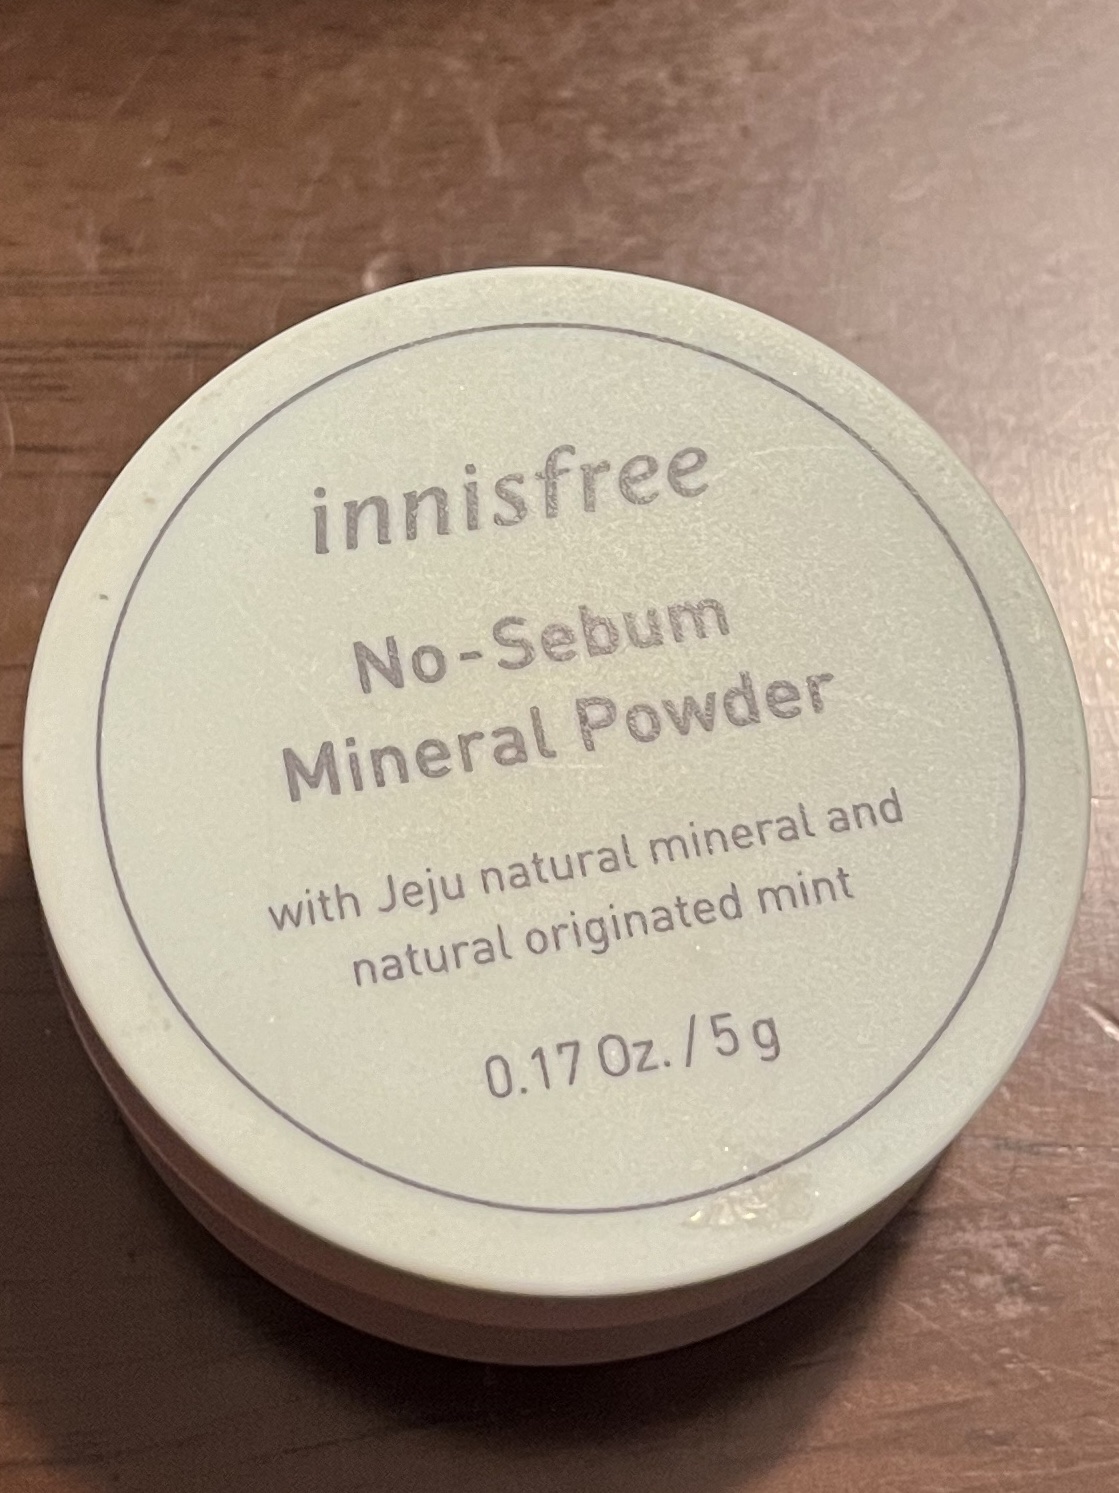 innisfree
No-Sebum
Mineral Powder
with Jeju natural mineral and
natural originated mint
0.17 Oz. / 5 g